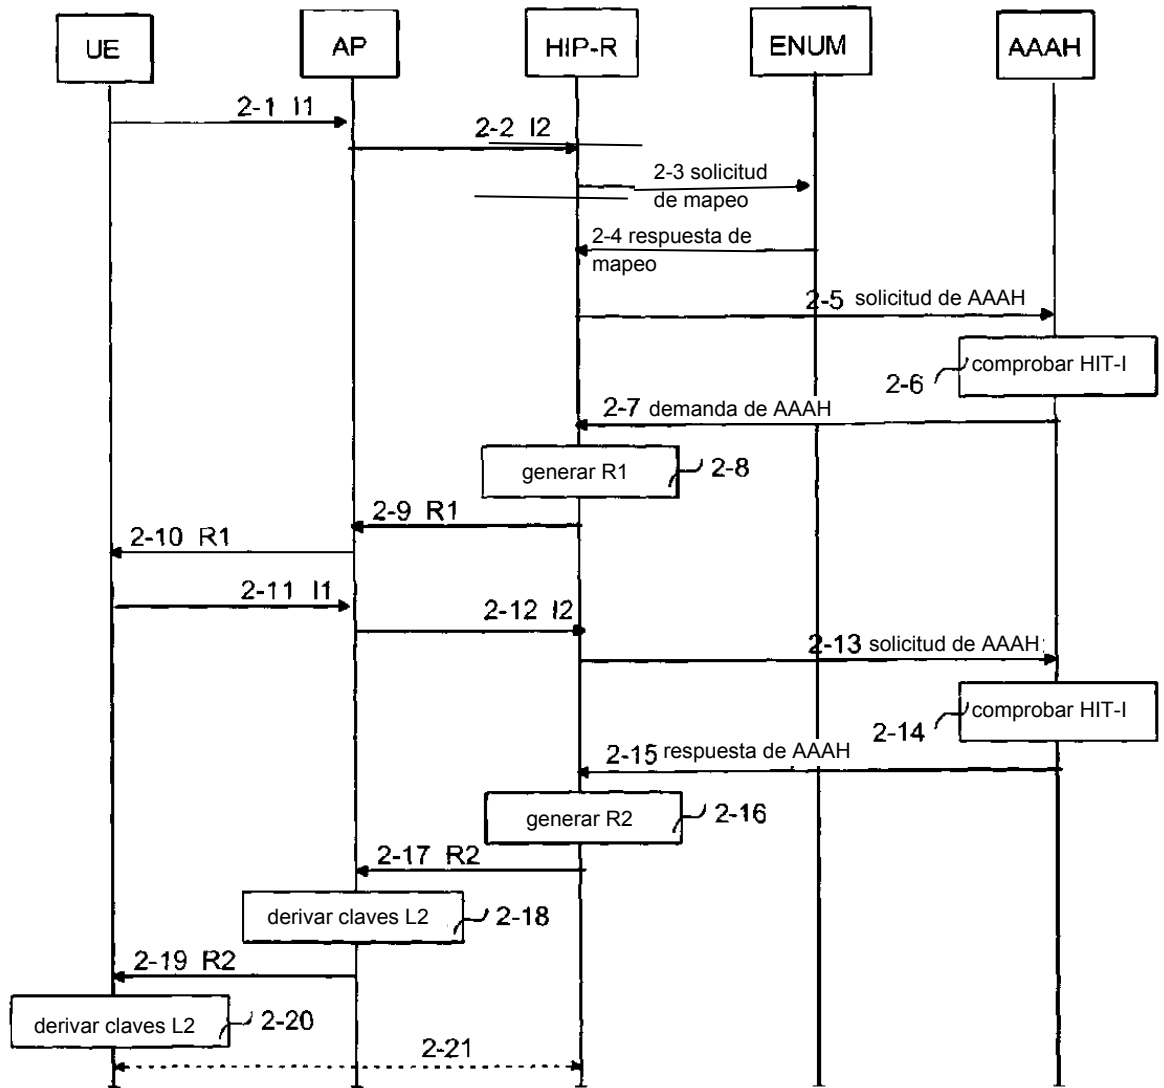 UE
AP
HIP-R
ENUM
AAAH
2-1 I1
2-2 I2
2-3 solicitud
de mapeo
2-4 respuesta de
mapeo
2-5 solicitud de AAAH
comprobar HIT-I
2-6
2-7 demanda de AAAH
generar R1
2-8
2-9 R1
2-10 R1
2-11 I1
2-12 I2
2-13 solicitud de AAAH
comprobar HIT-I
2-14
2-15 respuesta de AAAH
generar R2
2-16
2-17 R2
derivar claves L2
2-18
2-19 R2
derivar claves L2
2-20
2-21